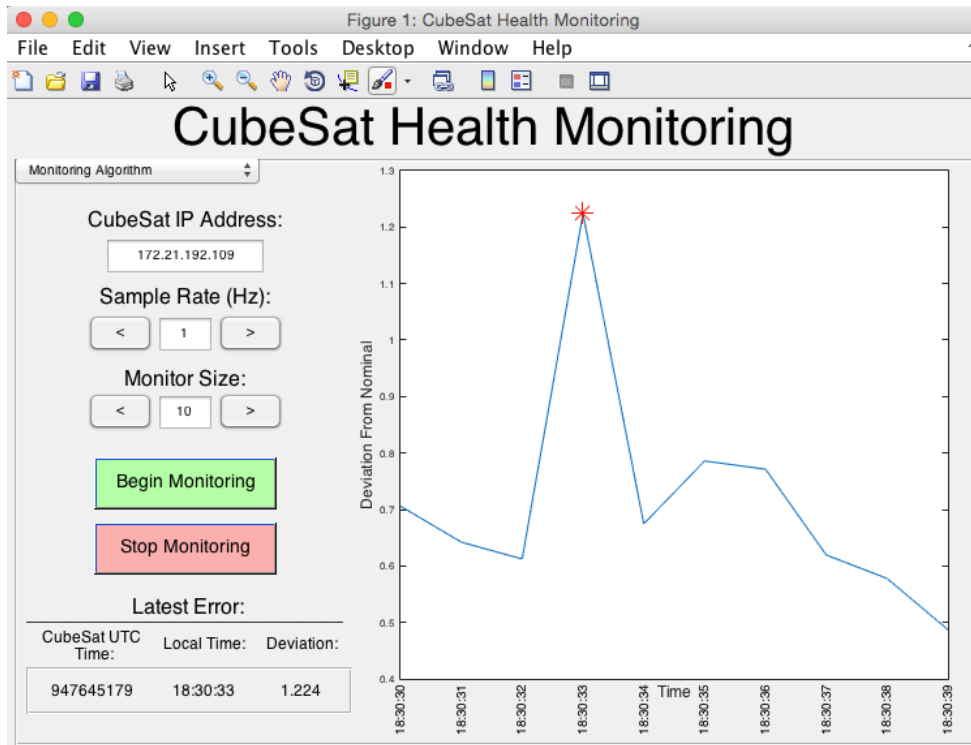 Figure 1: CubeSat Health Monitoring
File Edit View Insert Tools Desktop Window Help
CubeSat Health Monitoring
Monitoring Algorithm
CubeSat IP Address:
172.21.192.109
Sample Rate (Hz):
< 1 >
Monitor Size:
< 10 >
Begin Monitoring
Stop Monitoring
Latest Error:
CubeSat UTC
Time:
Local Time:
Deviation:
947645179 18:30:33 1.224
Deviation From Nominal
1.3
1.2
1.1
1
0.9
0.8
0.7
0.6
0.5
0.4
18:30:30
18:30:31
18:30:32
18:30:33
18:30:34
Time
18:30:35
18:30:36
18:30:37
18:30:38
18:30:39